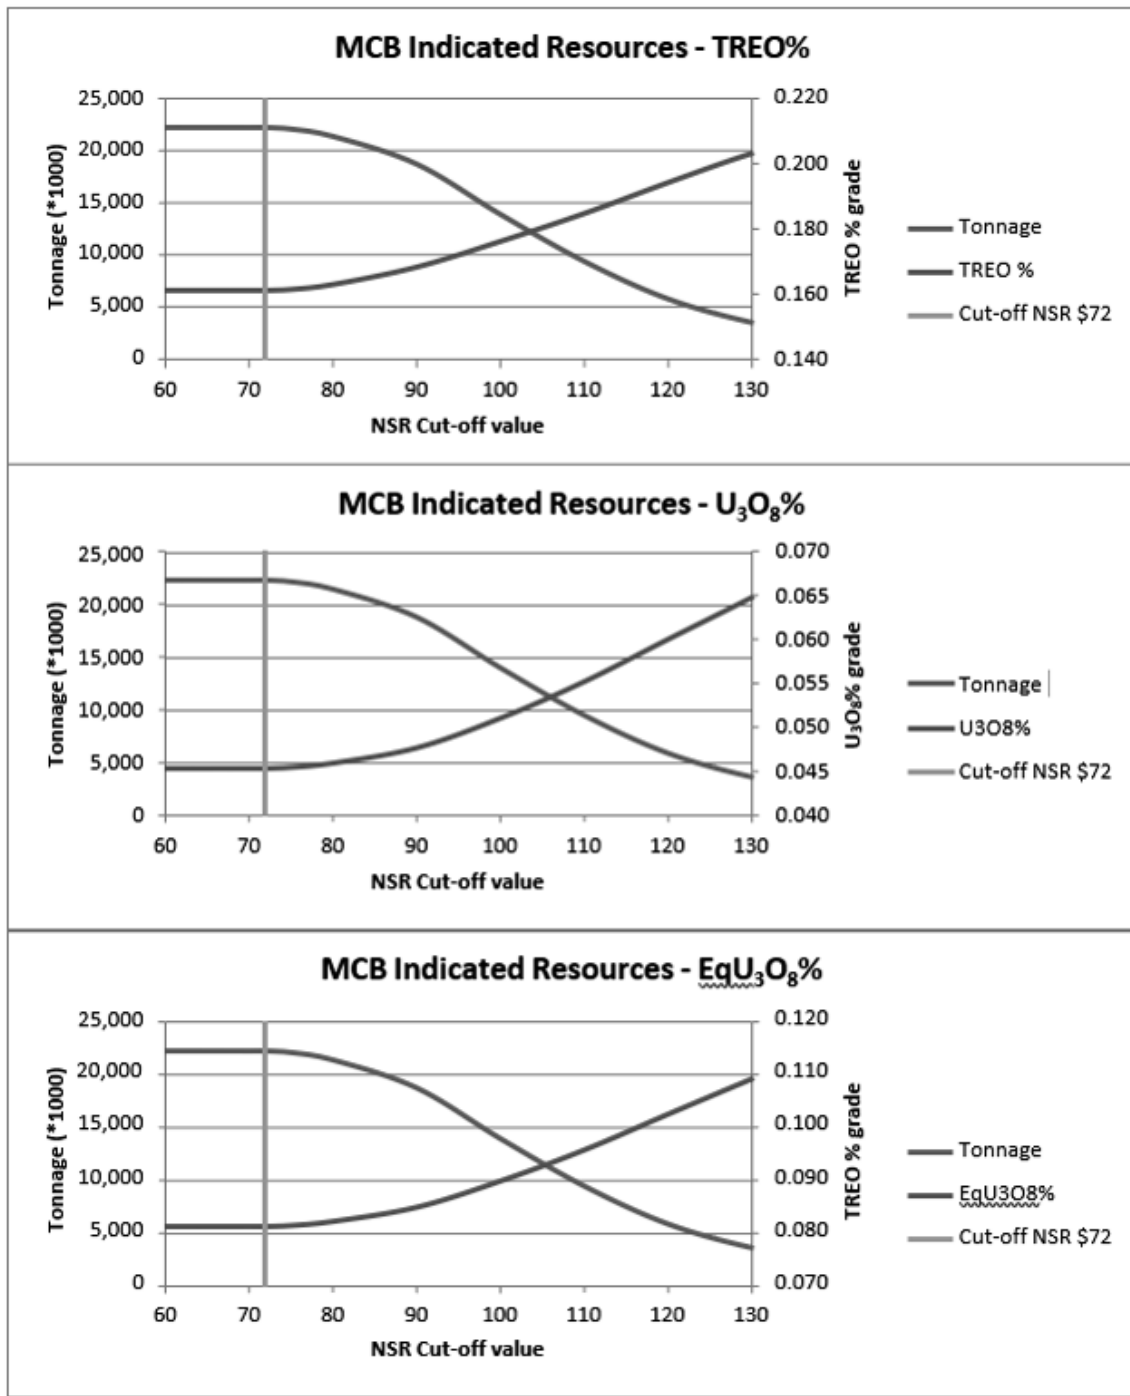 MCB Indicated Resources - TREO%
25,000
20,000
15,000
10,000
5,000
0
Tonnage (*1000)
0.220
0.200
0.180
0.160
0.140
TREO % grade
60 70 80 90 100 110 120 130
NSR Cut-off value
Tonnage
TREO %
Cut-off NSR $72
MCB Indicated Resources - U₃O₈%
25,000
20,000
15,000
10,000
5,000
0
Tonnage (*1000)
0.070
0.065
0.060
0.055
0.050
0.045
0.040
U₃O₈% grade
60 70 80 90 100 110 120 130
NSR Cut-off value
Tonnage
U3O8%
Cut-off NSR $72
MCB Indicated Resources - EqU₃O₈%
25,000
20,000
15,000
10,000
5,000
0
Tonnage (*1000)
0.120
0.110
0.100
0.090
0.080
0.070
TREO % grade
60 70 80 90 100 110 120 130
NSR Cut-off value
Tonnage
EqU3O8%
Cut-off NSR $72